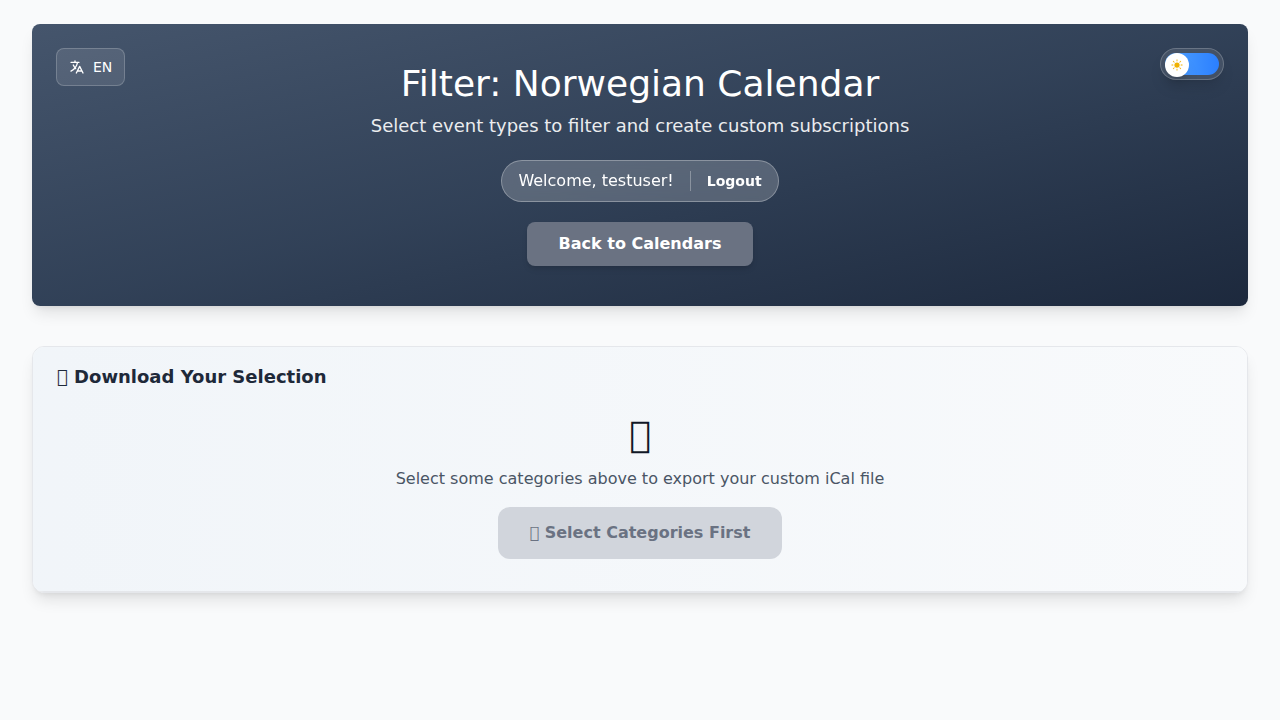 EN
Filter: Norwegian Calendar
Select event types to filter and create custom subscriptions
Welcome, testuser!
Logout
Back to Calendars
Download Your Selection
Select some categories above to export your custom iCal file
Select Categories First